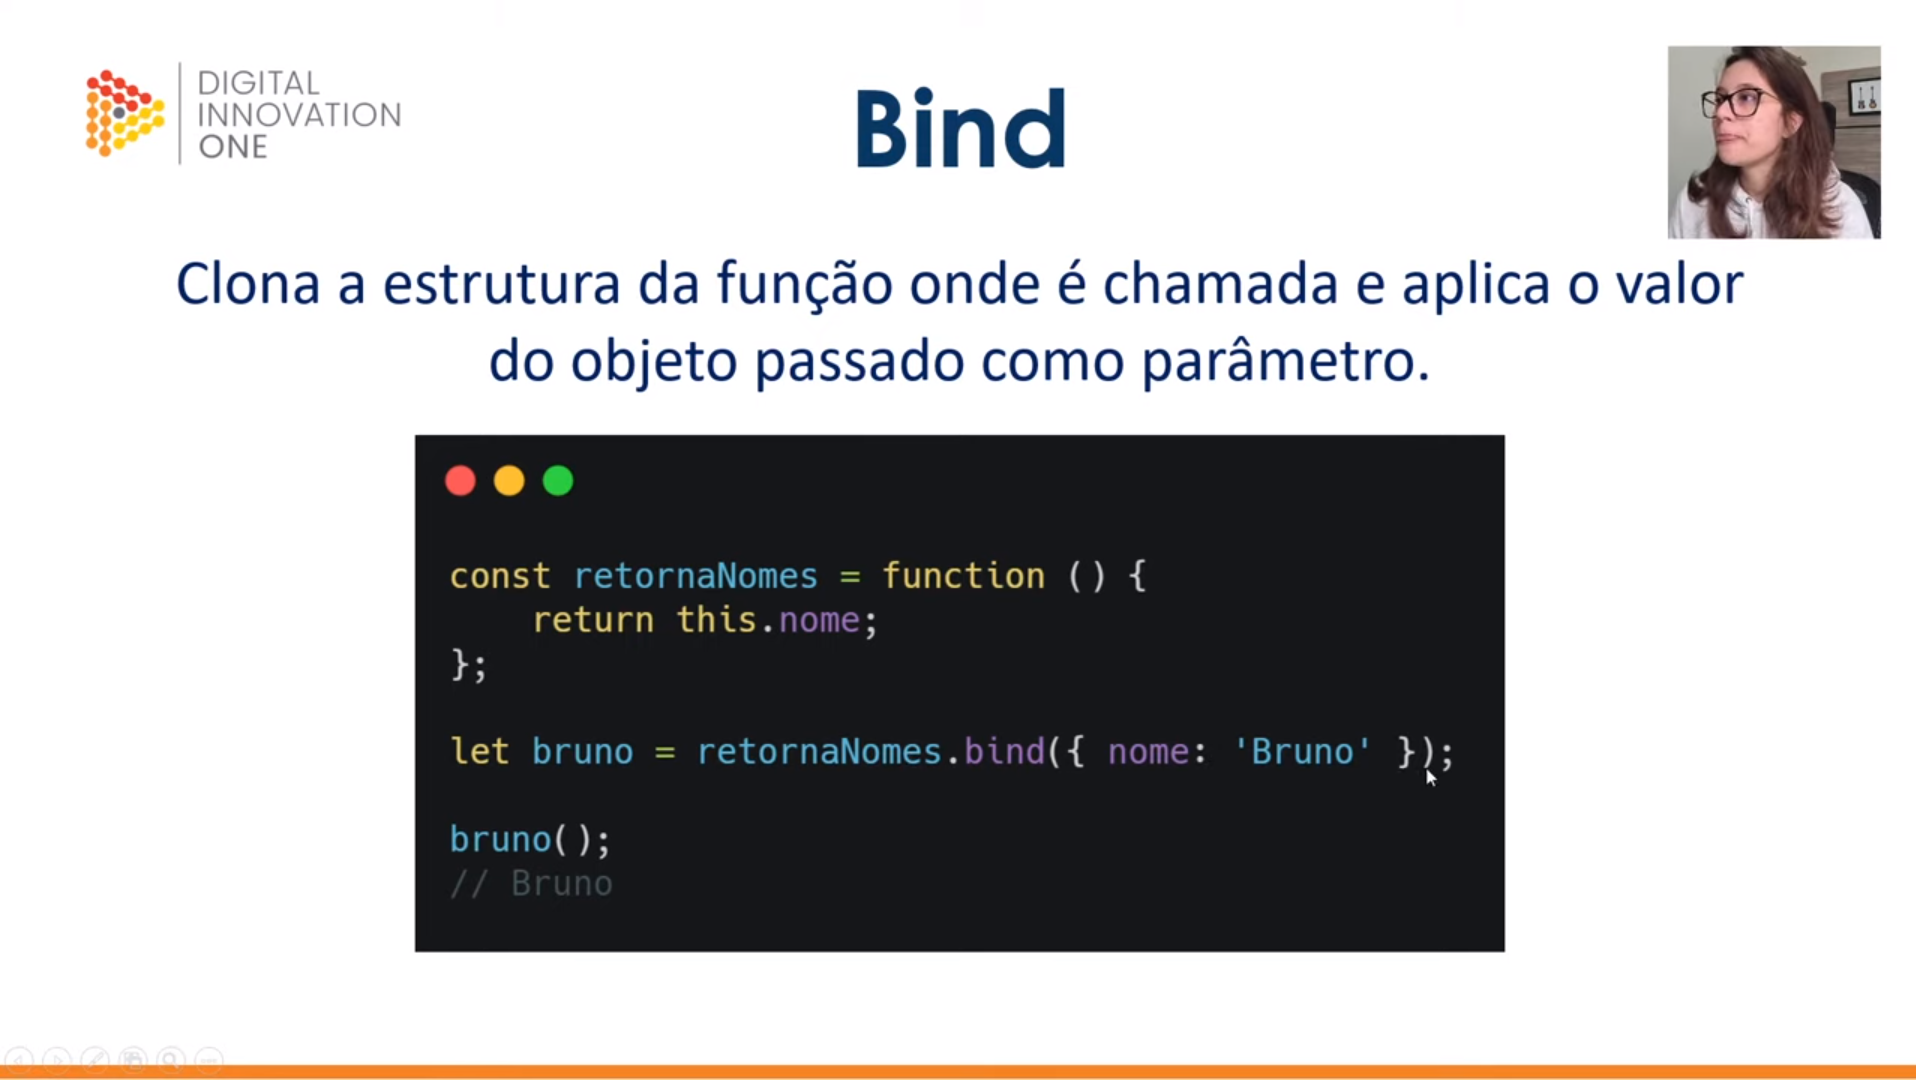 DIGITAL
INNOVATION
ONE
Bind
Clona a estrutura da função onde é chamada e aplica o valor
do objeto passado como parâmetro.
const retornaNomes = function () {
    return this.nome;
};
let bruno = retornaNomes.bind({ nome: 'Bruno' });
bruno();
// Bruno